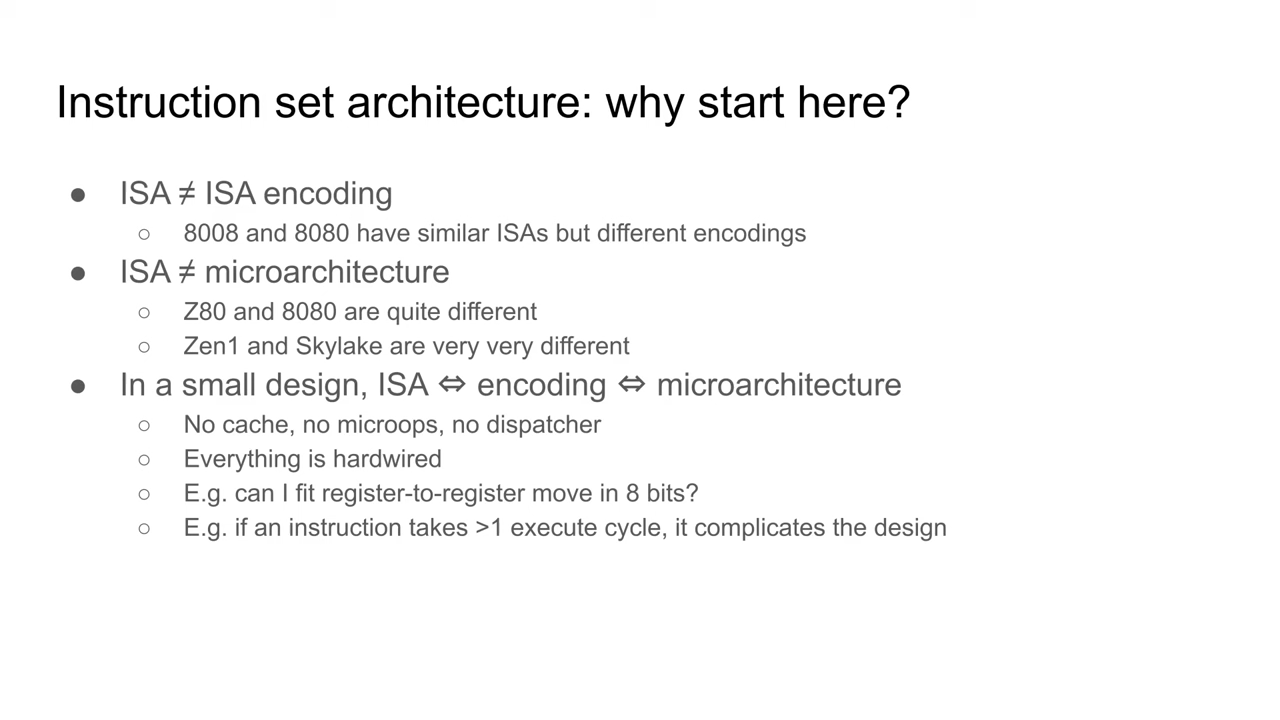 Instruction set architecture: why start here?
● ISA ≠ ISA encoding
○ 8008 and 8080 have similar ISAs but different encodings
● ISA ≠ microarchitecture
○ Z80 and 8080 are quite different
○ Zen1 and Skylake are very very different
● In a small design, ISA ⇔ encoding ⇔ microarchitecture
○ No cache, no microops, no dispatcher
○ Everything is hardwired
○ E.g. can I fit register-to-register move in 8 bits?
○ E.g. if an instruction takes >1 execute cycle, it complicates the design